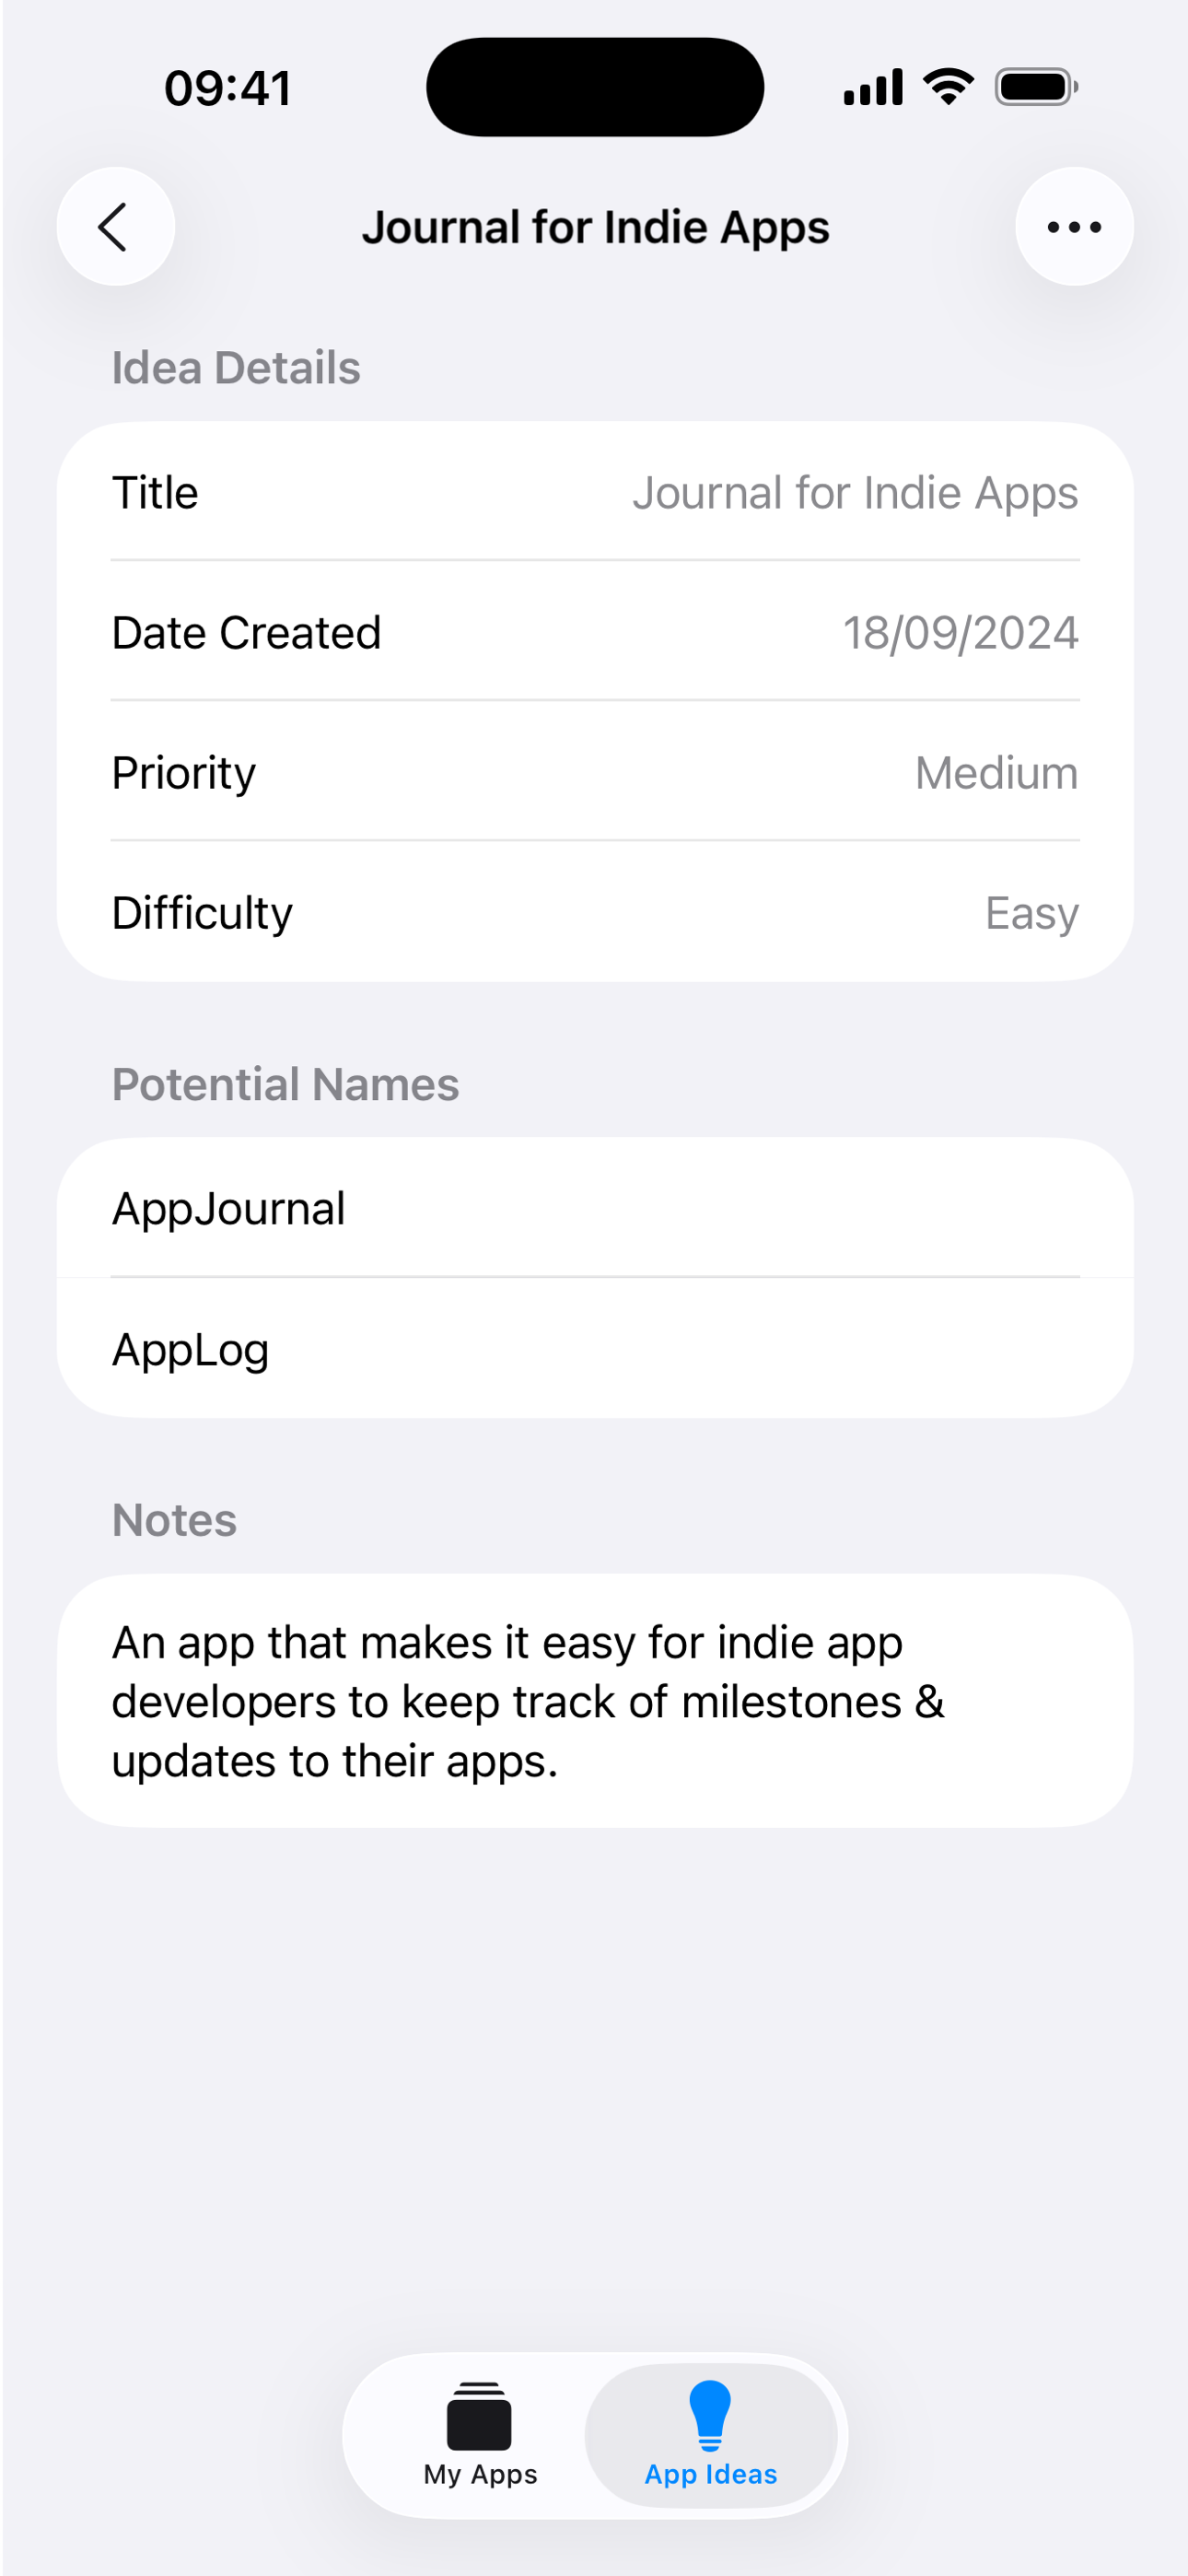 09:41
Journal for Indie Apps
Idea Details
Title Journal for Indie Apps
Date Created 18/09/2024
Priority Medium
Difficulty Easy
Potential Names
AppJournal
AppLog
Notes
An app that makes it easy for indie app
developers to keep track of milestones &
updates to their apps.
My Apps App Ideas